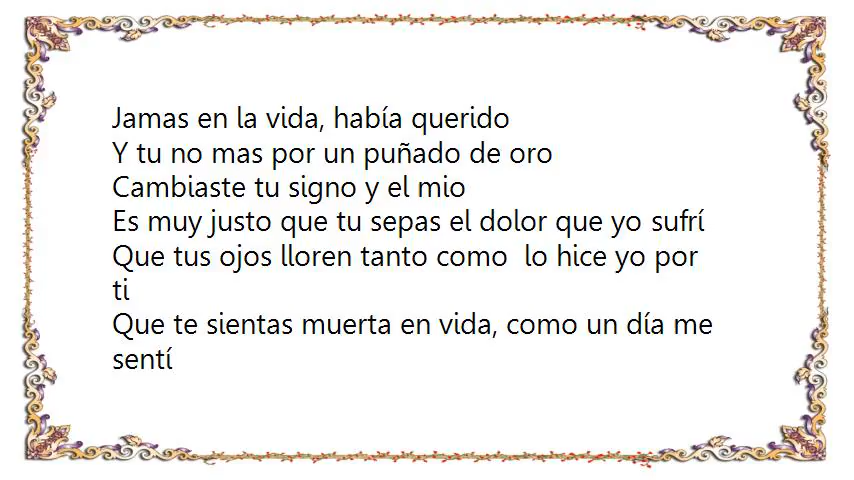 Jamas en la vida, había querido
Y tu no mas por un puñado de oro
Cambiaste tu signo y el mio
Es muy justo que tu sepas el dolor que yo sufrí
Que tus ojos lloren tanto como  lo hice yo por
ti
Que te sientas muerta en vida, como un día me
sentí